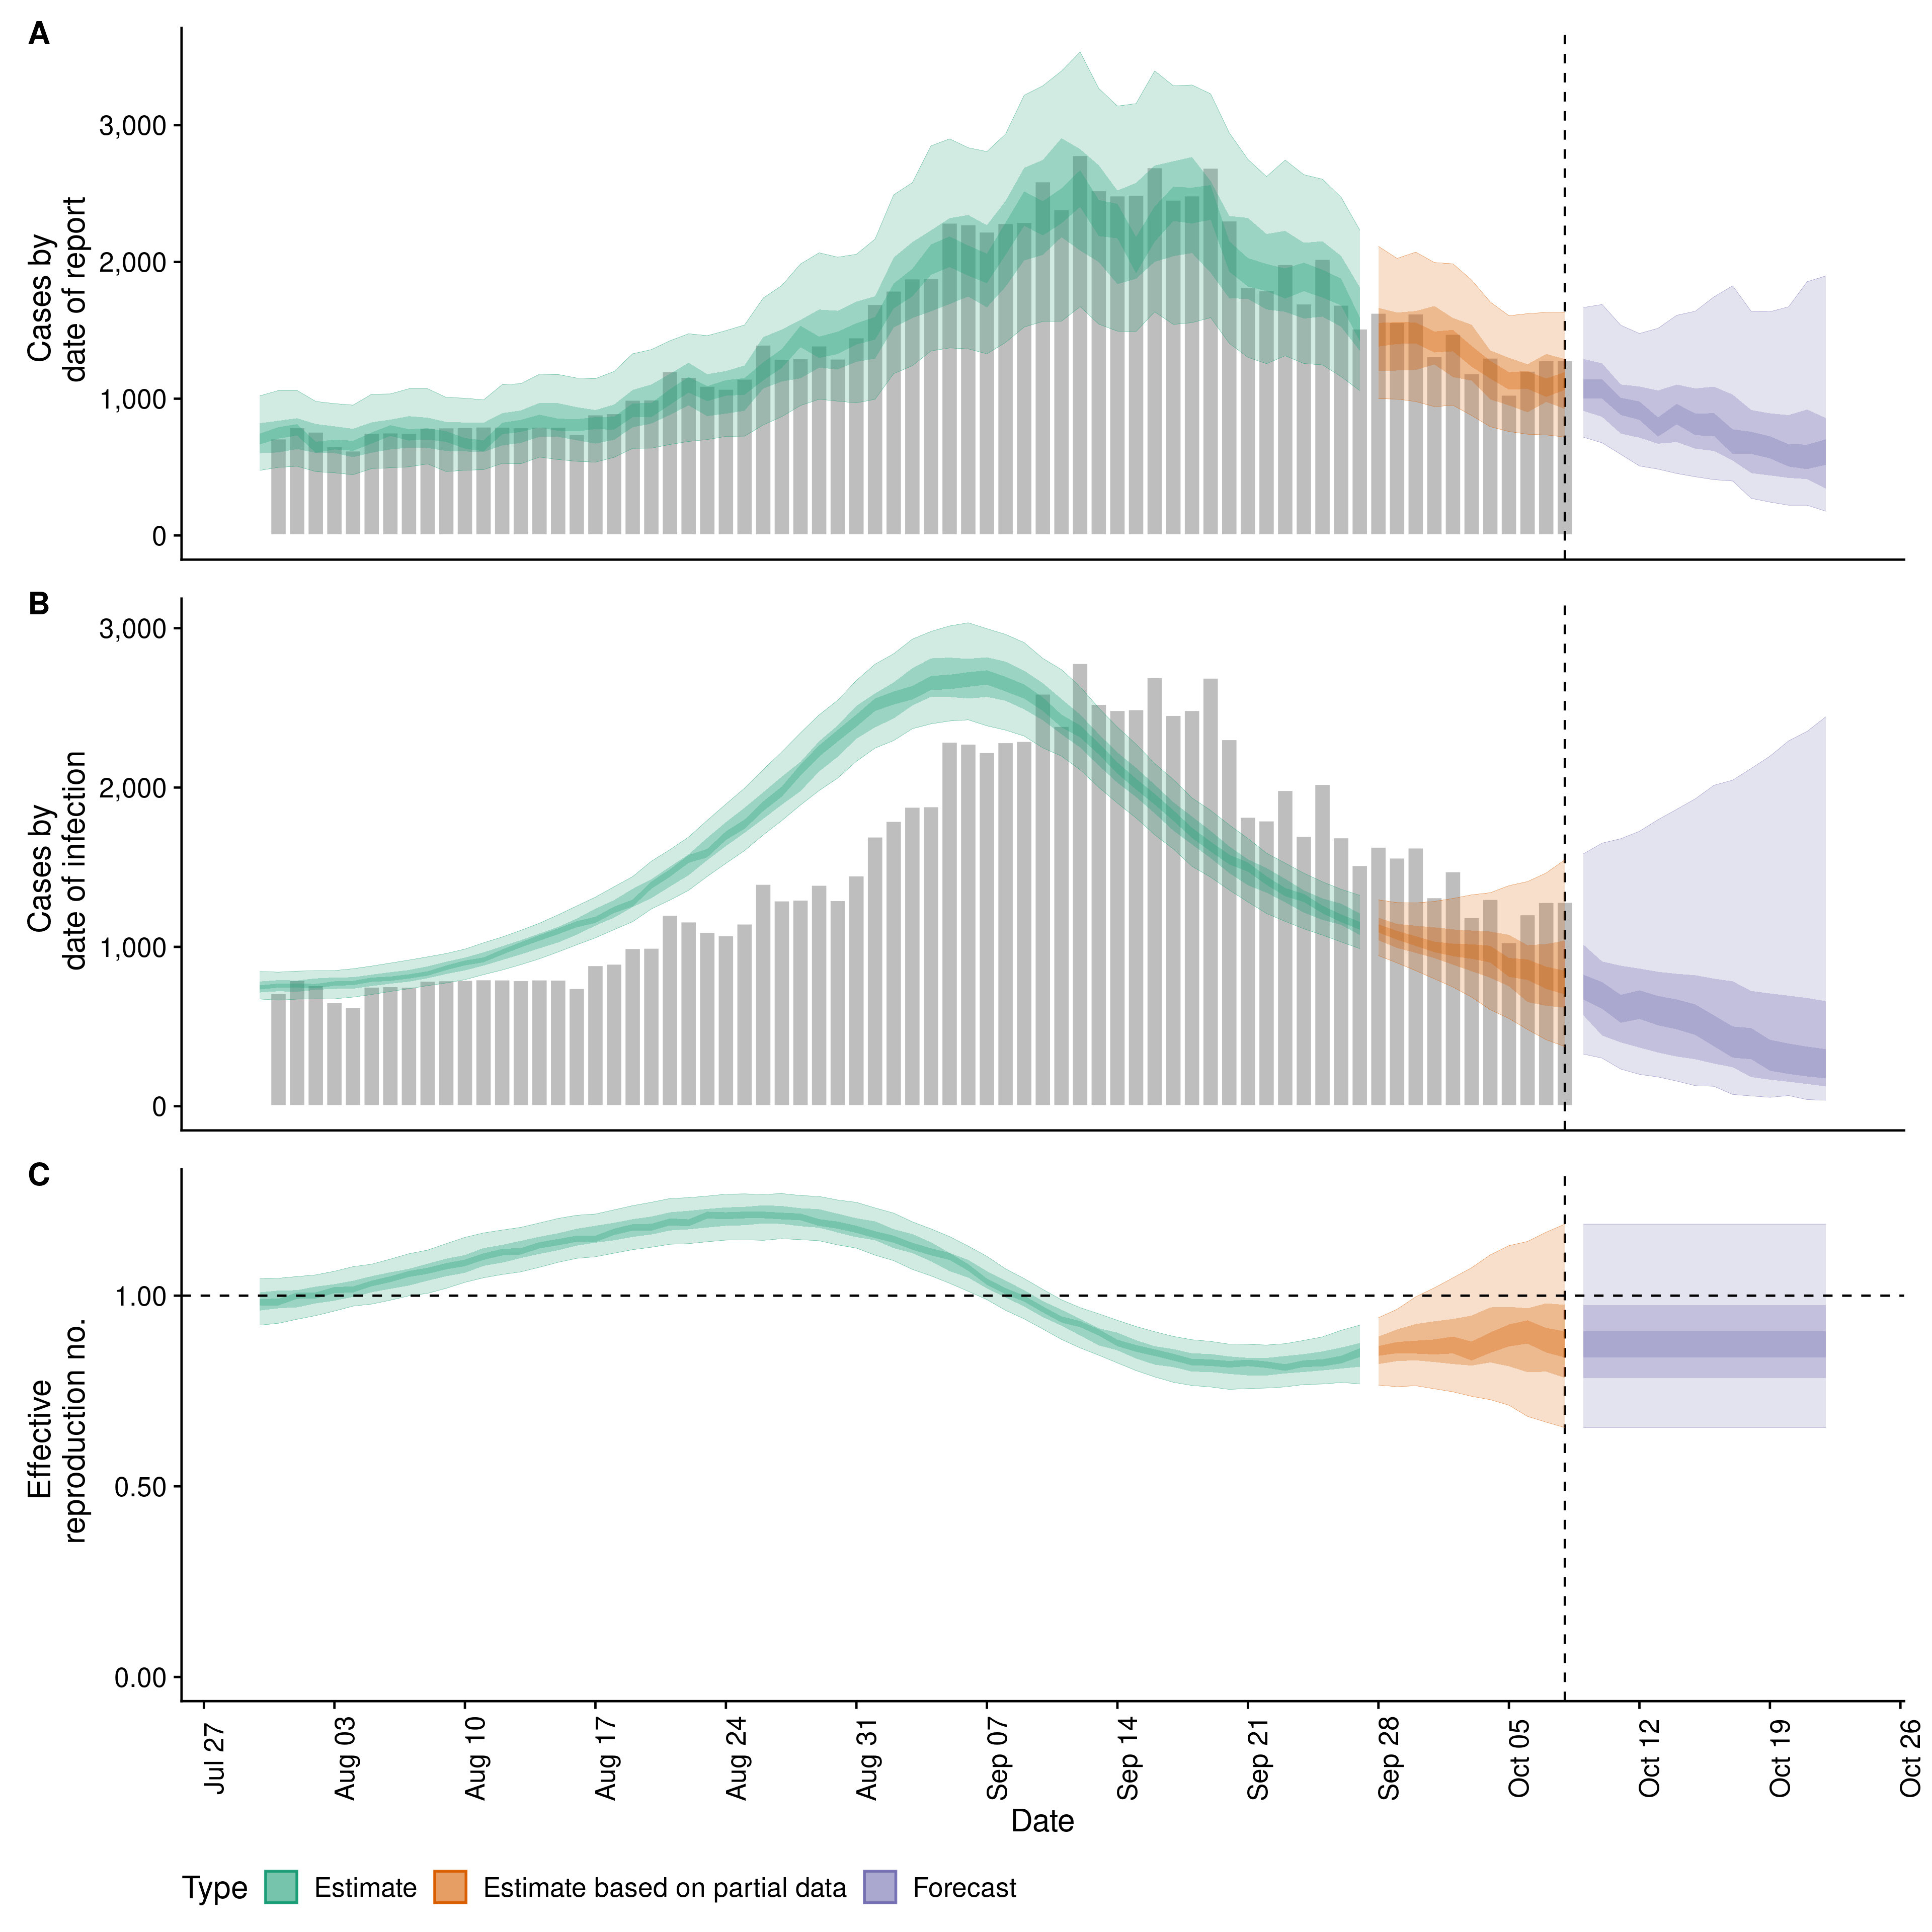 A
Cases by
date of report
3,000
2,000
1,000
0
B
Cases by
date of infection
3,000
2,000
1,000
0
C
Effective
reproduction no.
1.00
0.50
0.00
Jul 27
Aug 03
Aug 10
Aug 17
Aug 24
Aug 31
Sep 07
Sep 14
Sep 21
Sep 28
Oct 05
Oct 12
Oct 19
Oct 26
Date
Type Estimate Estimate based on partial data Forecast